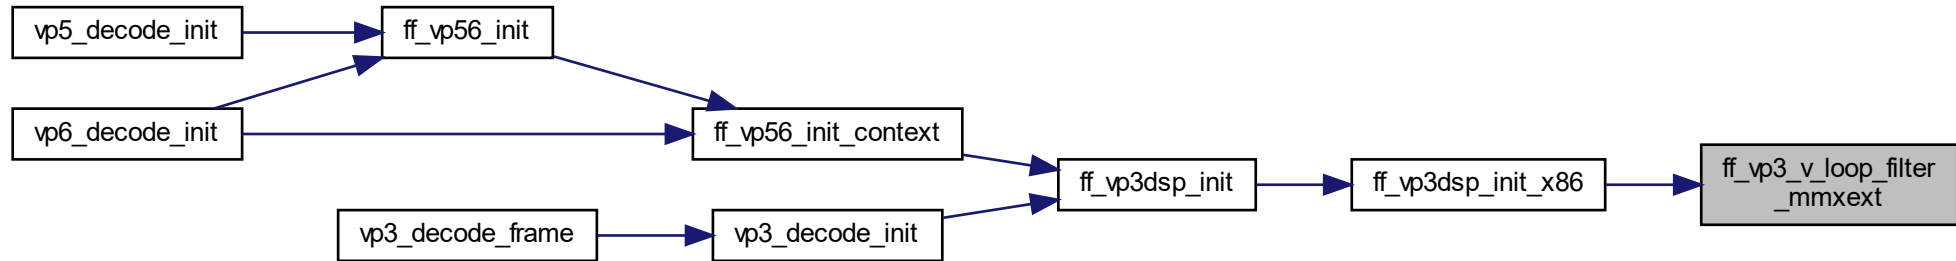 vp5_decode_init
ff_vp56_init
vp6_decode_init
ff_vp56_init_context
ff_vp3dsp_init
ff_vp3dsp_init_x86
ff_vp3_v_loop_filter
_mmxext
vp3_decode_frame
vp3_decode_init